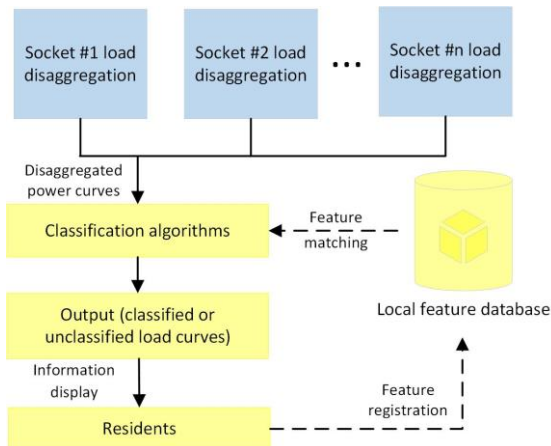 Socket #1 load
disaggregation
Socket #2 load
disaggregation
...
Socket #n load
disaggregation
Disaggregated
power curves
Classification algorithms
Feature
matching
Output (classified or
unclassified load curves)
Local feature database
Information
display
Feature
registration
Residents